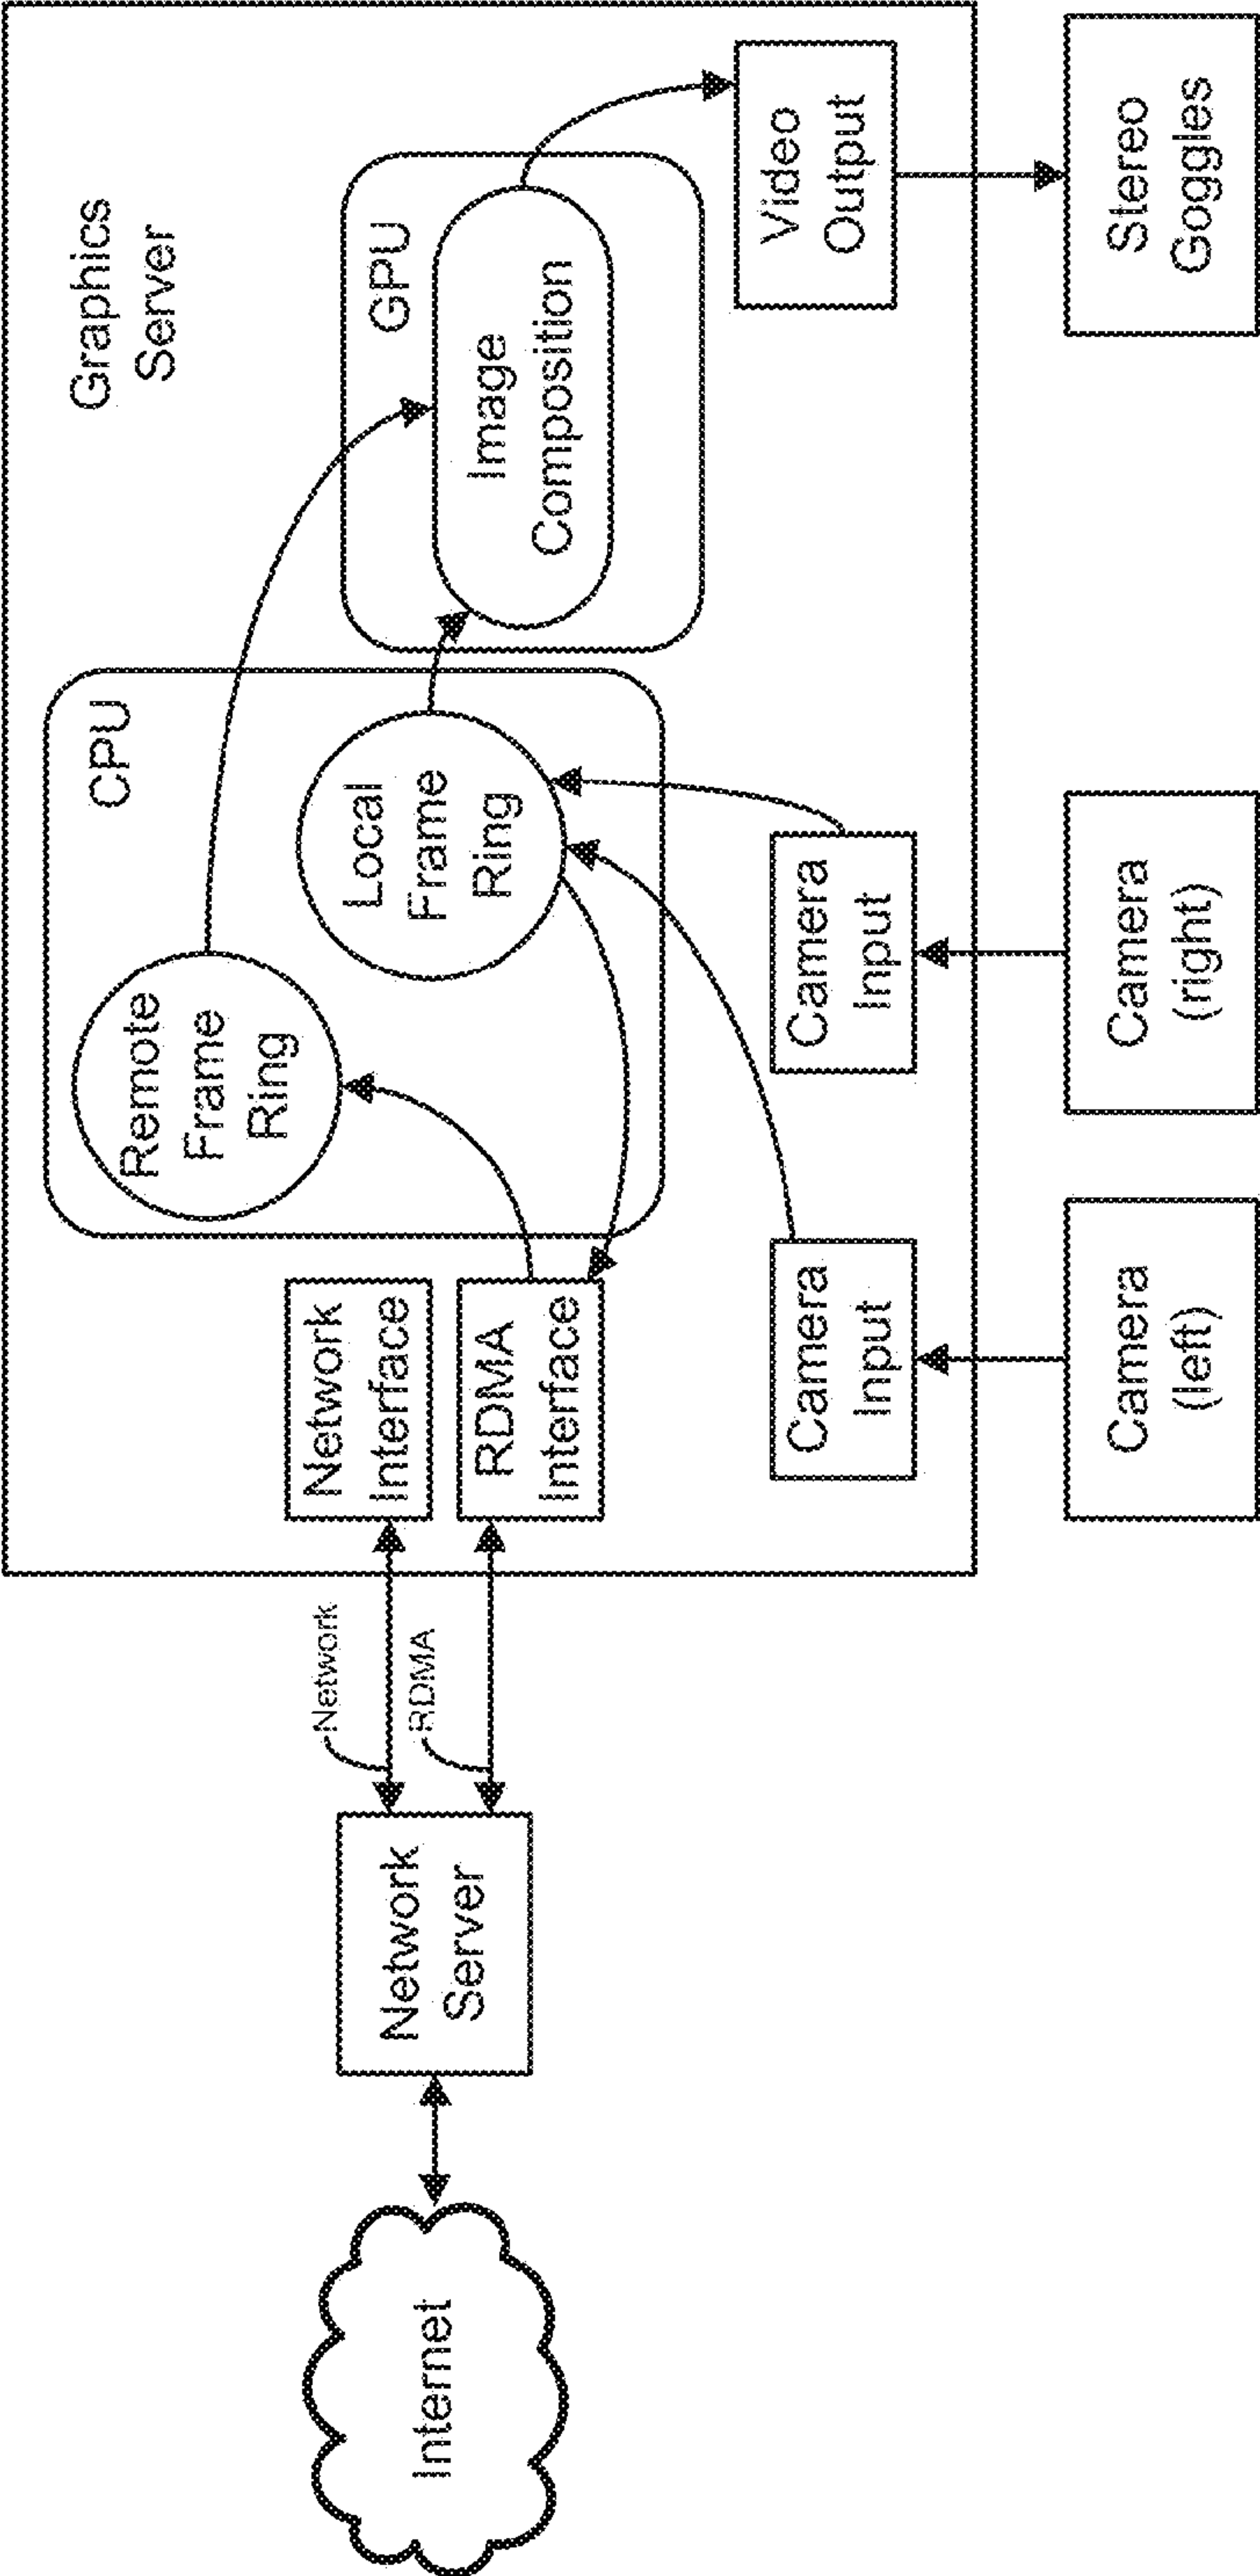 Graphics
Server
CPU
GPU
Remote
Frame
Ring
Local
Frame
Ring
Image
Composition
Network
Interface
RDMA
Interface
Network
RDMA
Network
Server
Internet
Camera
Input
Camera
Input
Video
Output
Camera
(left)
Camera
(right)
Stereo
Goggles